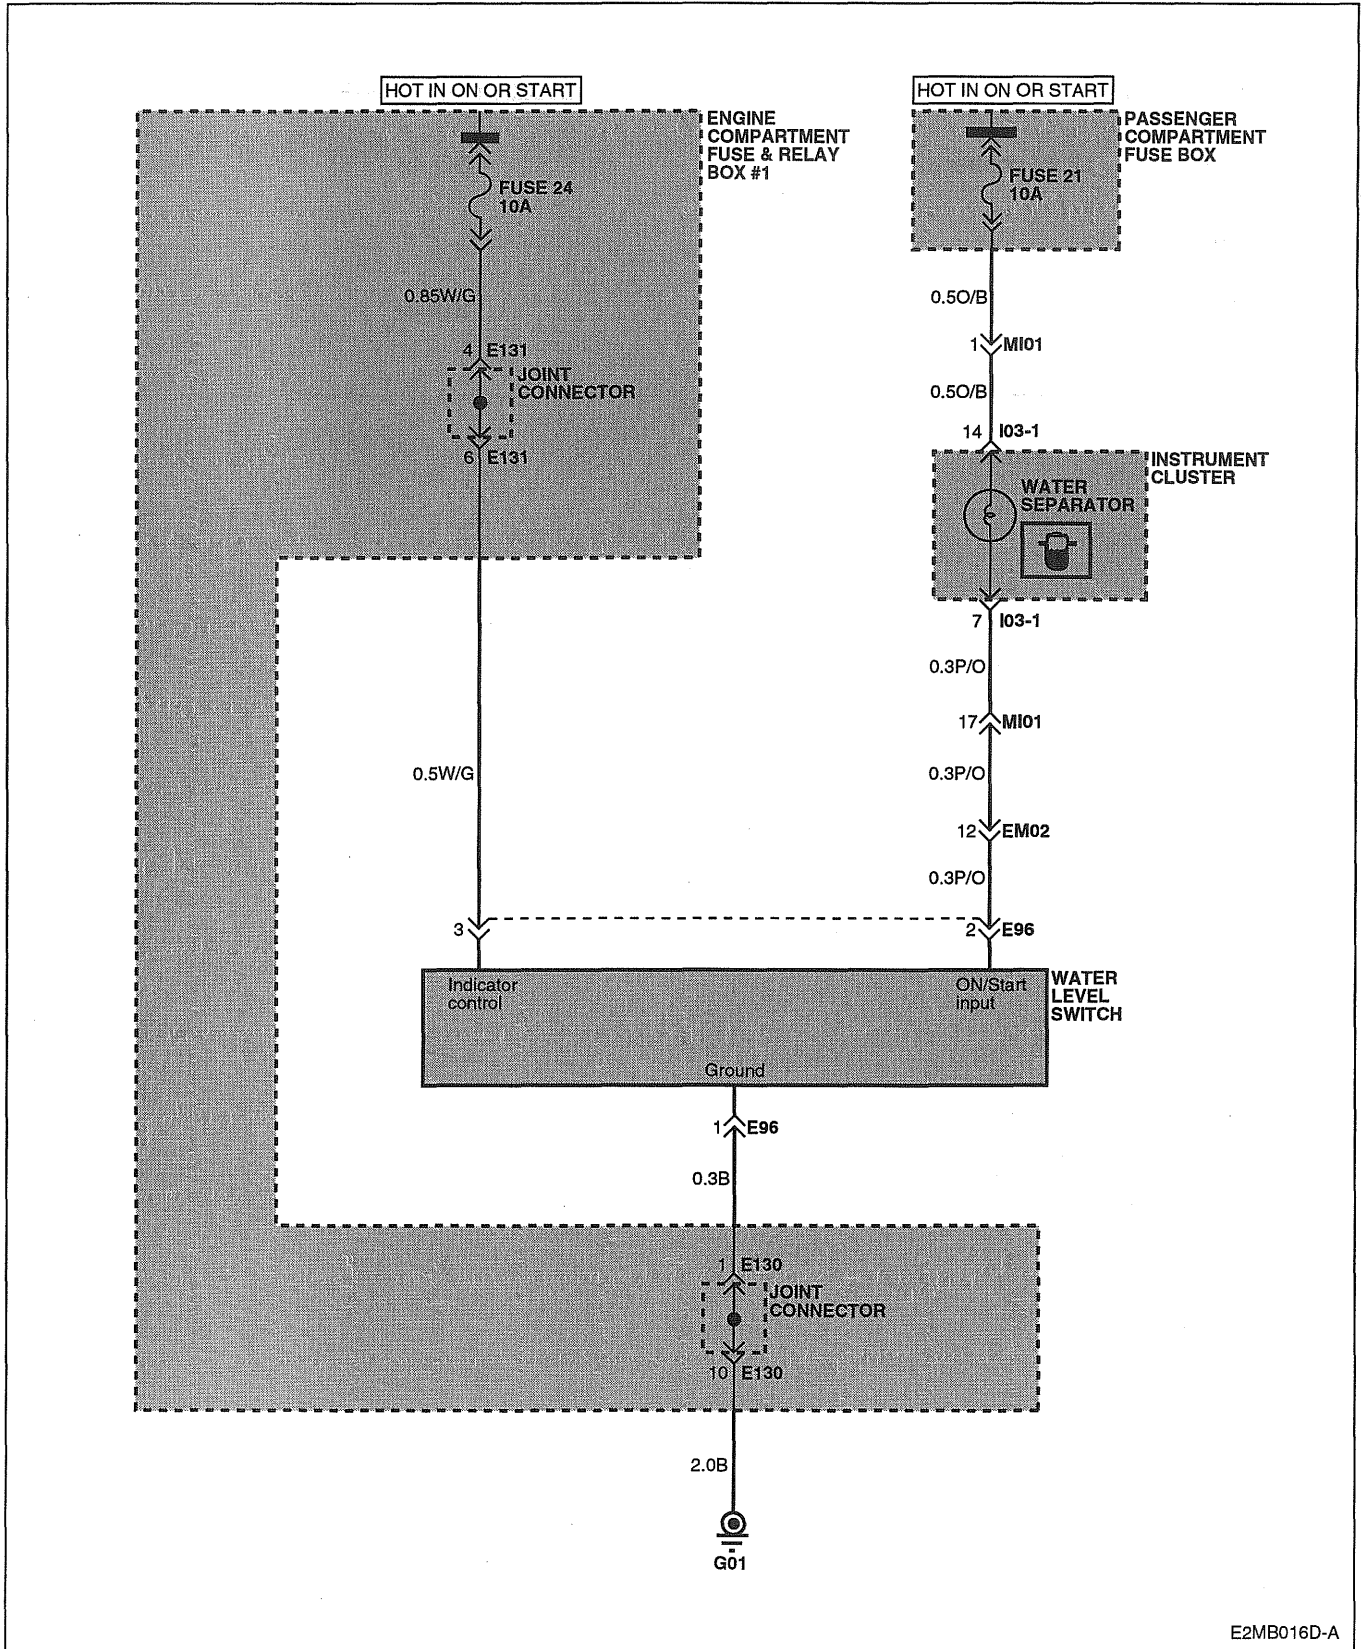 HOT IN ON OR START
HOT IN ON OR START
ENGINE
COMPARTMENT
FUSE & RELAY
BOX #1
PASSENGER
COMPARTMENT
FUSE BOX
FUSE 24
10A
FUSE 21
10A
0.85W/G
0.5O/B
1 MI01
4 E131
JOINT
CONNECTOR
0.5O/B
14 I03-1
6 E131
INSTRUMENT
CLUSTER
WATER
SEPARATOR
7 I03-1
0.3P/O
17 MI01
0.5W/G
0.3P/O
12 EM02
0.3P/O
3
2 E96
Indicator
control
ON/Start
input
WATER
LEVEL
SWITCH
Ground
1 E96
0.3B
1 E130
JOINT
CONNECTOR
10 E130
2.0B
G01
E2MB016D-A